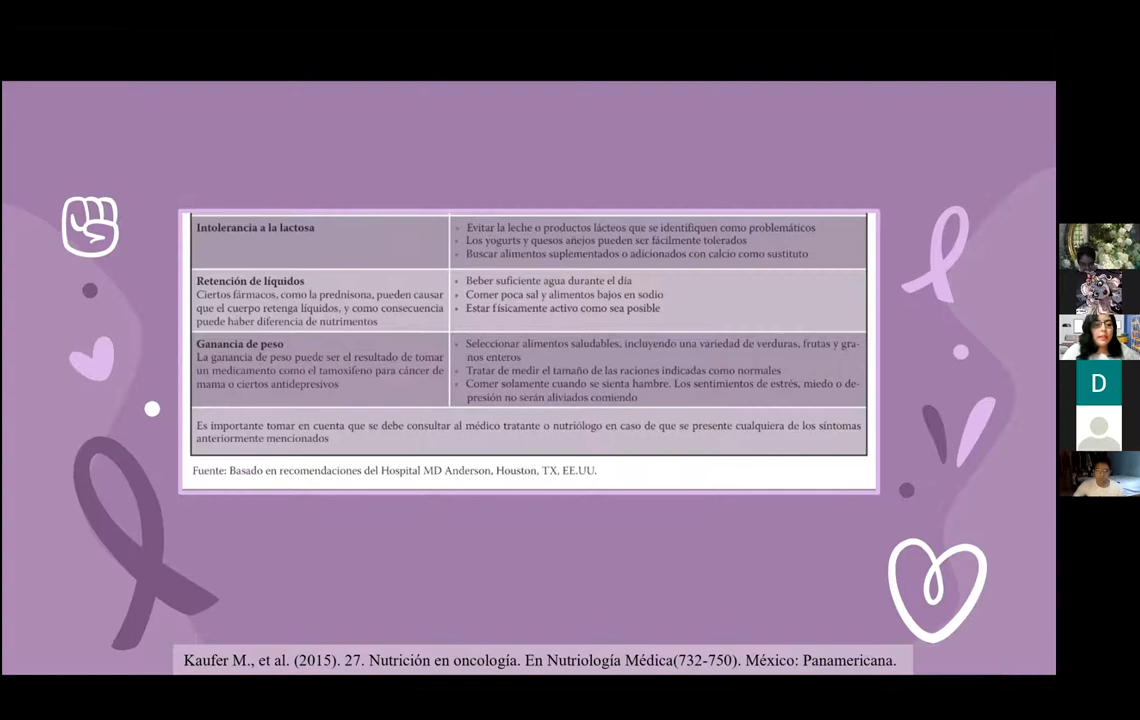 Intolerancia a la lactosa
• Evitar la leche o productos lácteos que se identifiquen como problemáticos
• Los yogurts y quesos añejos pueden ser fácilmente tolerados
• Buscar alimentos suplementados o adicionados con calcio como sustituto
Retención de líquidos
Ciertos fármacos, como la prednisona, pueden causar
que el cuerpo retenga líquidos, y como consecuencia
puede haber diferencia de nutrimentos
• Beber suficiente agua durante el día
• Comer poca sal y alimentos bajos en sodio
• Estar físicamente activo como sea posible
Ganancia de peso
La ganancia de peso puede ser el resultado de tomar
un medicamento como el tamoxifeno para cáncer de
mama o ciertos antidepresivos
• Seleccionar alimentos saludables, incluyendo una variedad de verduras, frutas y gra-
nos enteros
• Tratar de medir el tamaño de las raciones indicadas como normales
• Comer solamente cuando se sienta hambre. Los sentimientos de estrés, miedo o de-
presión no serán aliviados comiendo
Es importante tomar en cuenta que se debe consultar al médico tratante o nutriólogo en caso de que se presente cualquiera de los síntomas
anteriormente mencionados
Fuente: Basado en recomendaciones del Hospital MD Anderson, Houston, TX, EE.UU.
D
Kaufer M., et al. (2015). 27. Nutrición en oncología. En Nutriología Médica(732-750). México: Panamericana.